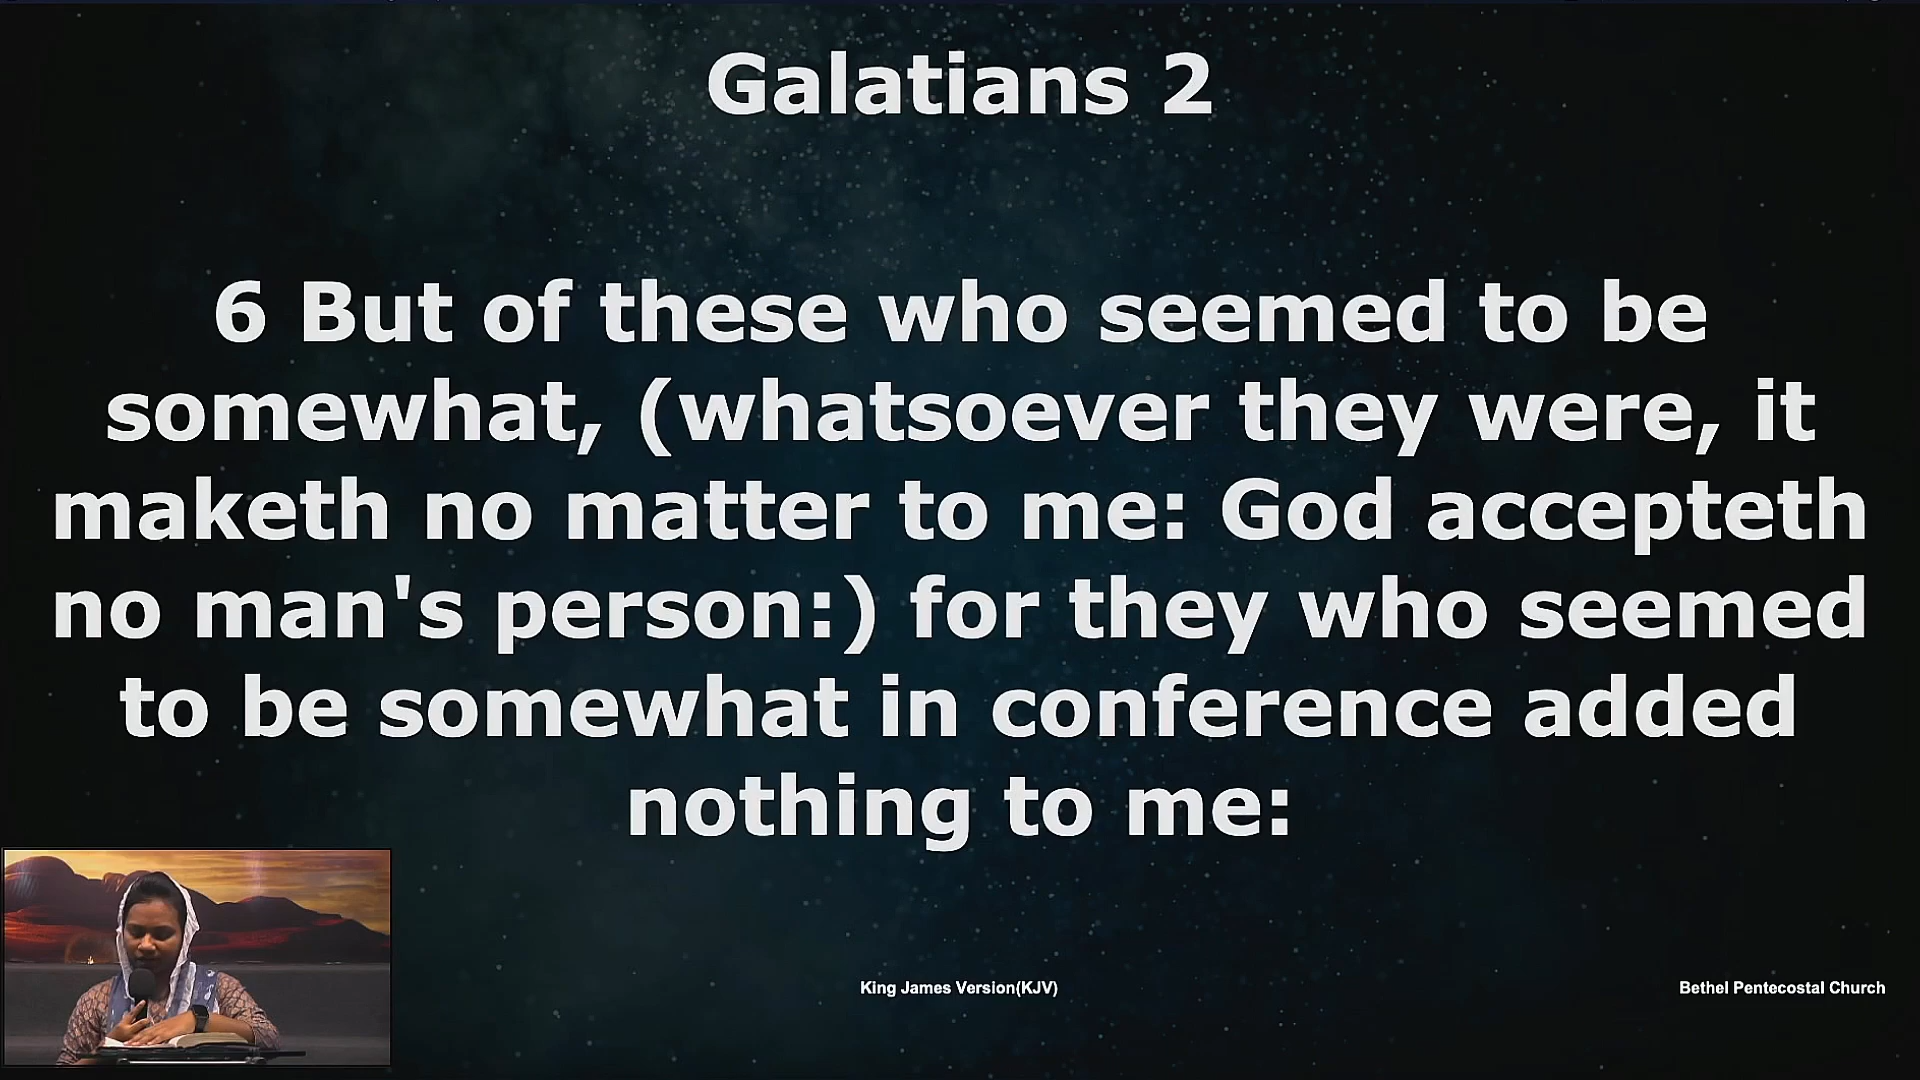 Galatians 2
6 But of these who seemed to be
somewhat, (whatsoever they were, it
maketh no matter to me: God accepteth
no man's person:) for they who seemed
to be somewhat in conference added
nothing to me:
King James Version(KJV)
Bethel Pentecostal Church